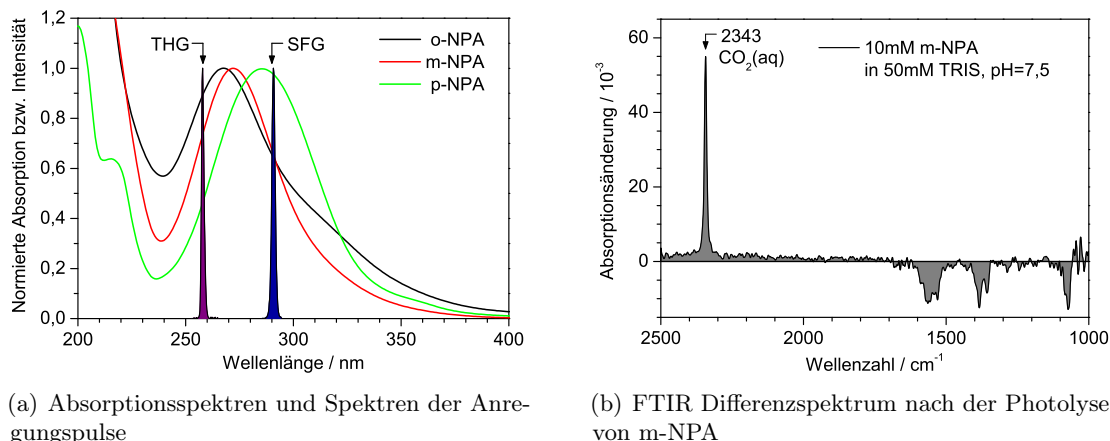 Normierte Absorption bzw. Intensität
1,2
1,0
0,8
0,6
0,4
0,2
0,0
THG
SFG
o-NPA
m-NPA
p-NPA
200
250
300
350
400
Wellenlänge / nm
(a) Absorptionsspektren und Spektren der Anre-
gungspulse
Absorptionsänderung / 10⁻³
60
40
20
0
2343
CO₂(aq)
10mM m-NPA
in 50mM TRIS, pH=7,5
2500
2000
1500
1000
Wellenzahl / cm⁻¹
(b) FTIR Differenzspektrum nach der Photolyse
von m-NPA